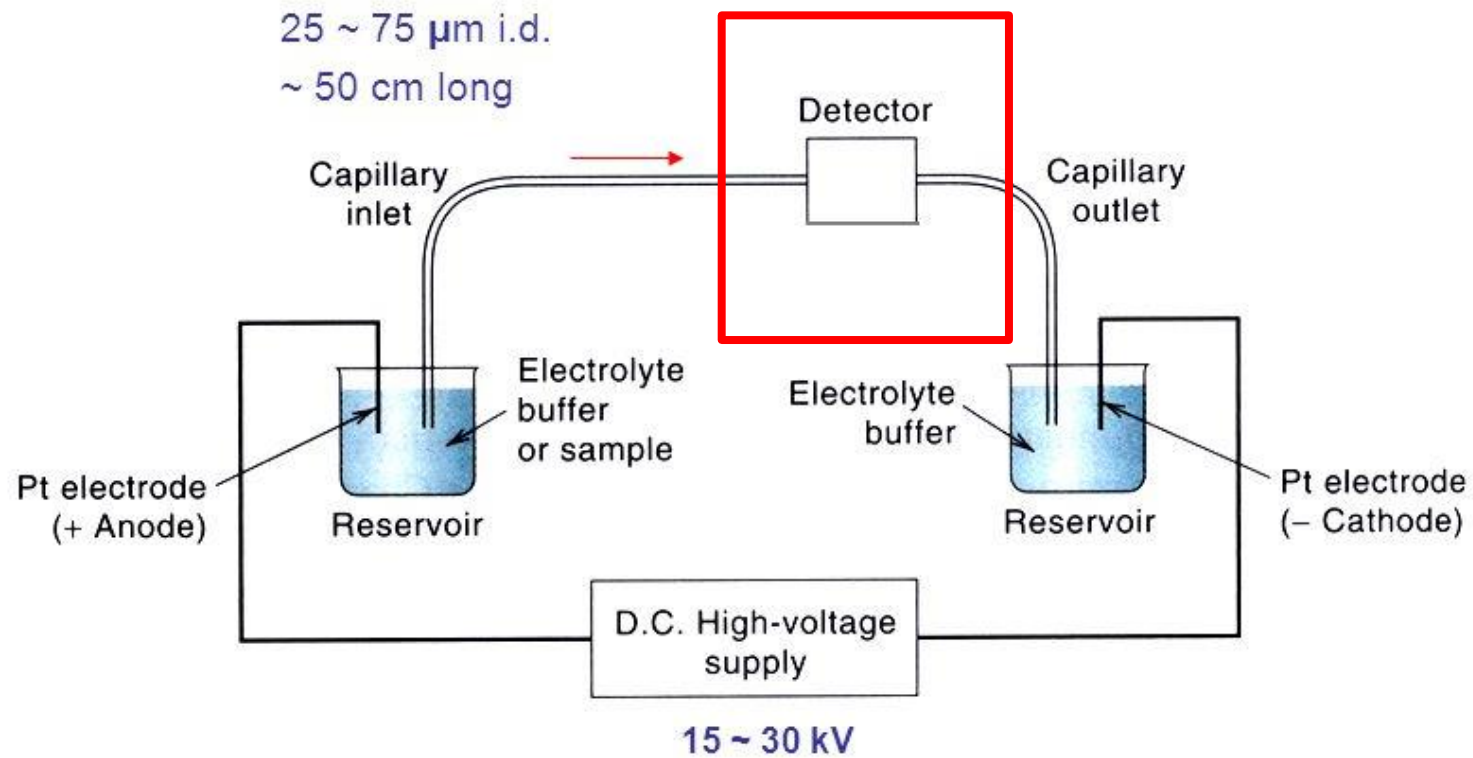 25 ~ 75 µm i.d.
~ 50 cm long
Detector
Capillary
inlet
Capillary
outlet
Electrolyte
buffer
or sample
Electrolyte
buffer
Pt electrode
(+ Anode)
Reservoir
Reservoir
Pt electrode
(− Cathode)
D.C. High-voltage
supply
15 ~ 30 kV